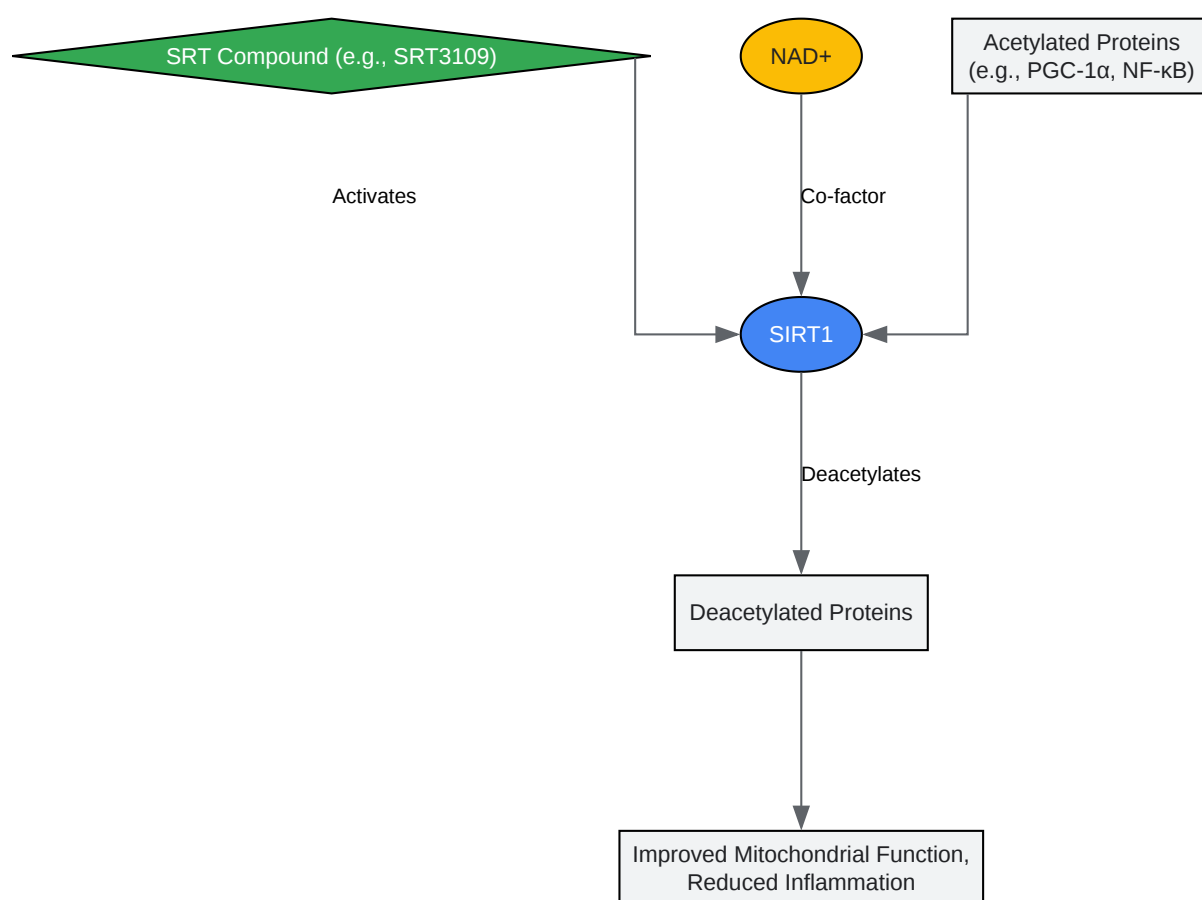 SRT Compound (e.g., SRT3109)
NAD+
Acetylated Proteins
(e.g., PGC-1α, NF-κB)
Activates
Co-factor
SIRT1
Deacetylates
Deacetylated Proteins
Improved Mitochondrial Function,
Reduced Inflammation